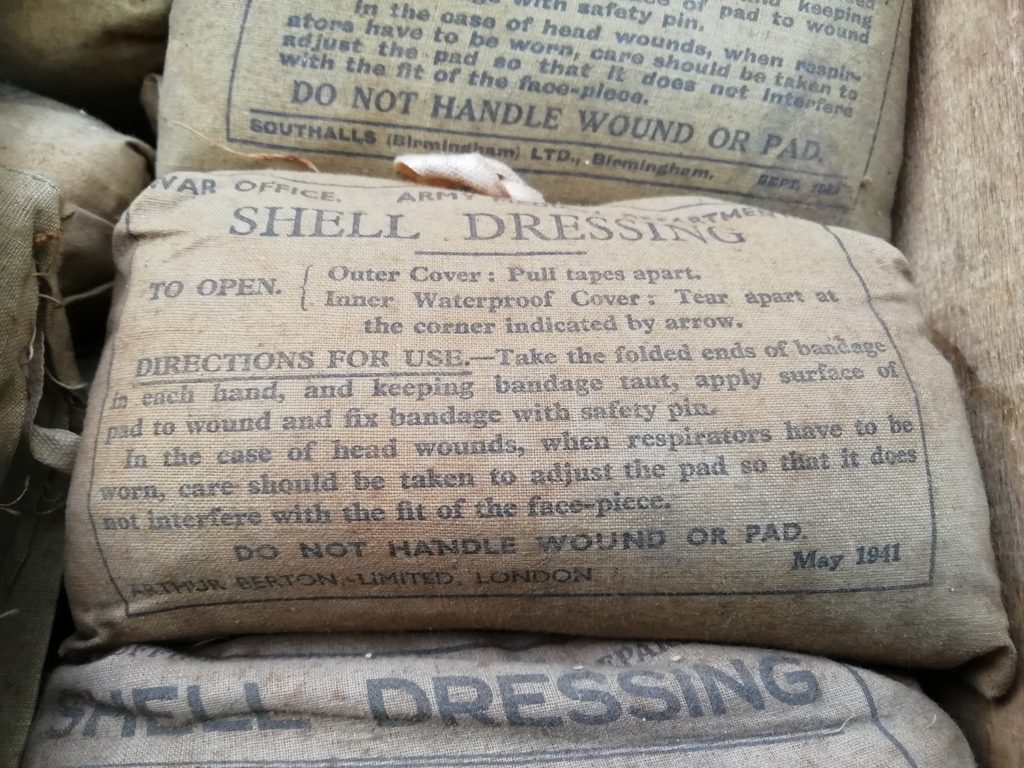 of pad to wound
with safety pin.
In the case of head wounds, when respir-
ators have to be worn, care should be taken to
adjust the pad so that it does not interfere
with the fit of the face-piece.
DO NOT HANDLE WOUND OR PAD.
SOUTHALLS (Birmingham) LTD., Birmingham. SEPT.
WAR OFFICE. ARMY
SHELL DRESSING
TO OPEN. { Outer Cover : Pull tapes apart.
Inner Waterproof Cover : Tear apart at
the corner indicated by arrow.
DIRECTIONS FOR USE.—Take the folded ends of bandage
in each hand, and keeping bandage taut, apply surface of
pad to wound and fix bandage with safety pin.
In the case of head wounds, when respirators have to be
worn, care should be taken to adjust the pad so that it does
not interfere with the fit of the face-piece.
DO NOT HANDLE WOUND OR PAD.
May 1941
ARTHUR BERTON LIMITED, LONDON
SHELL DRESSING